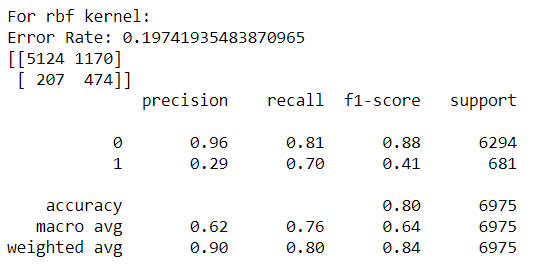 For rbf kernel:
Error Rate: 0.19741935483870965
[[5124 1170]
 [ 207  474]]
              precision    recall  f1-score   support

           0       0.96      0.81      0.88      6294
           1       0.29      0.70      0.41       681

    accuracy                           0.80      6975
   macro avg       0.62      0.76      0.64      6975
weighted avg       0.90      0.80      0.84      6975